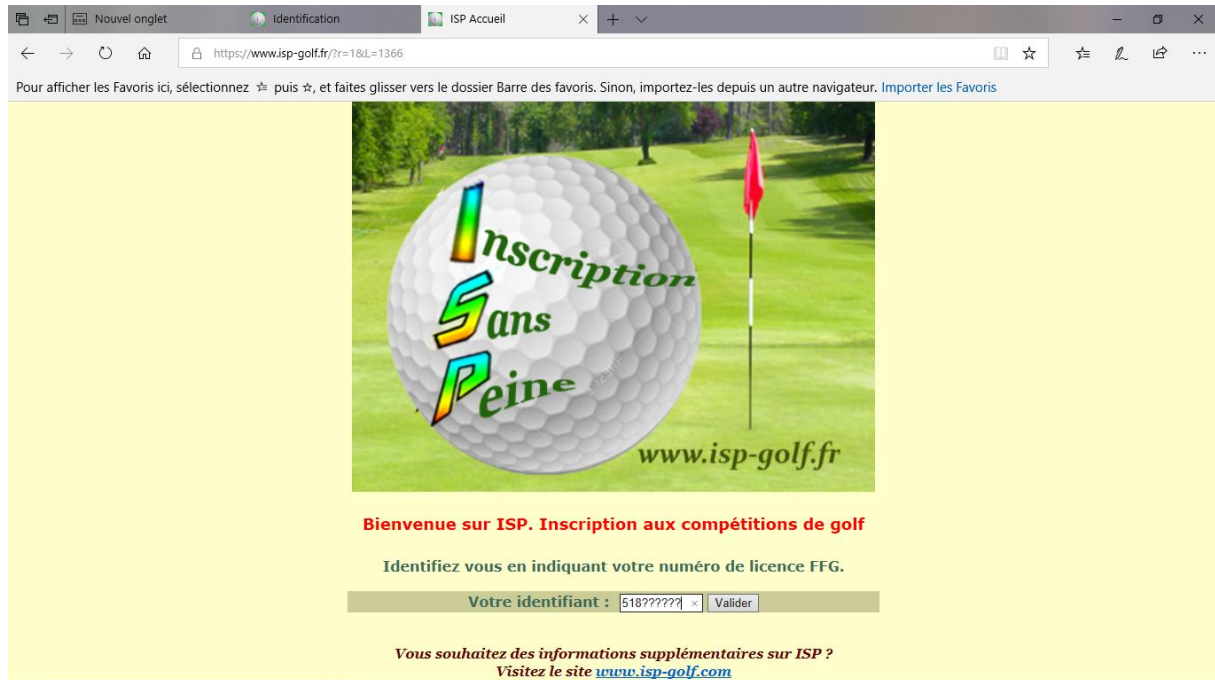 Nouvel onglet
Identification
ISP Accueil
https://www.isp-golf.fr/?r=1&L=1366
Pour afficher les Favoris ici, sélectionnez puis ☆, et faites glisser vers le dossier Barre des favoris. Sinon, importez-les depuis un autre navigateur. Importer les Favoris
Inscription
Sans
Peine
www.isp-golf.fr
Bienvenue sur ISP. Inscription aux compétitions de golf
Identifiez vous en indiquant votre numéro de licence FFG.
Votre identifiant : 518?????? × Valider
Vous souhaitez des informations supplémentaires sur ISP ?
Visitez le site www.isp-golf.com